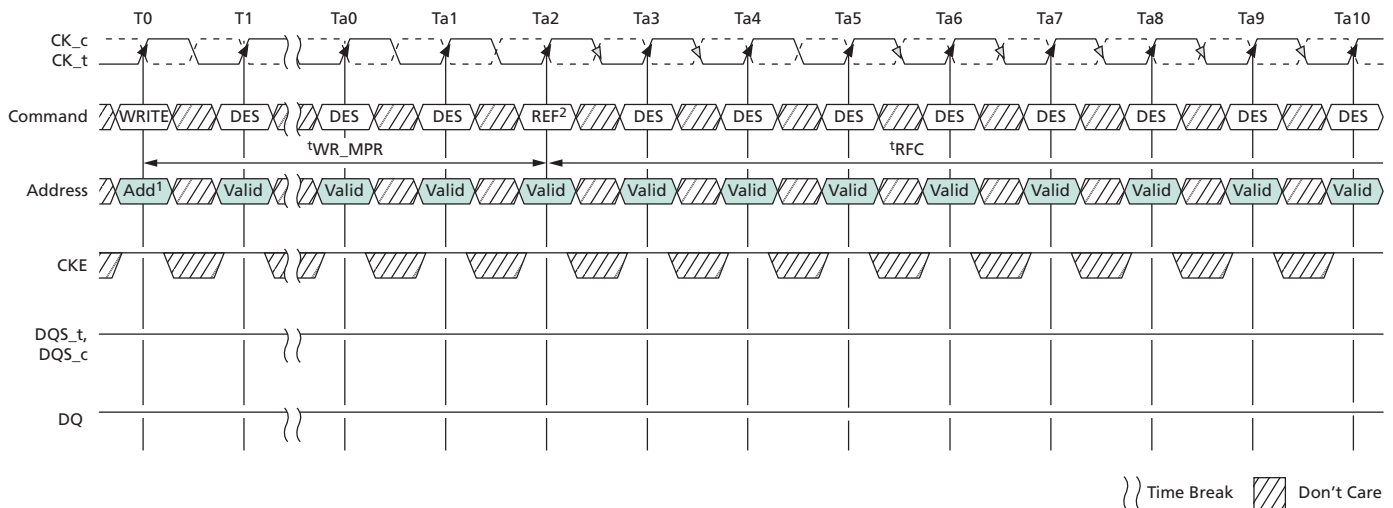 T0 T1 Ta0 Ta1 Ta2 Ta3 Ta4 Ta5 Ta6 Ta7 Ta8 Ta9 Ta10
CK_c
CK_t
Command WRITE DES DES DES REF² DES DES DES DES DES DES DES DES
ᵗWR_MPR ᵗRFC
Address Add¹ Valid Valid Valid Valid Valid Valid Valid Valid Valid Valid Valid Valid
CKE
DQS_t,
DQS_c
DQ
Time Break Don't Care